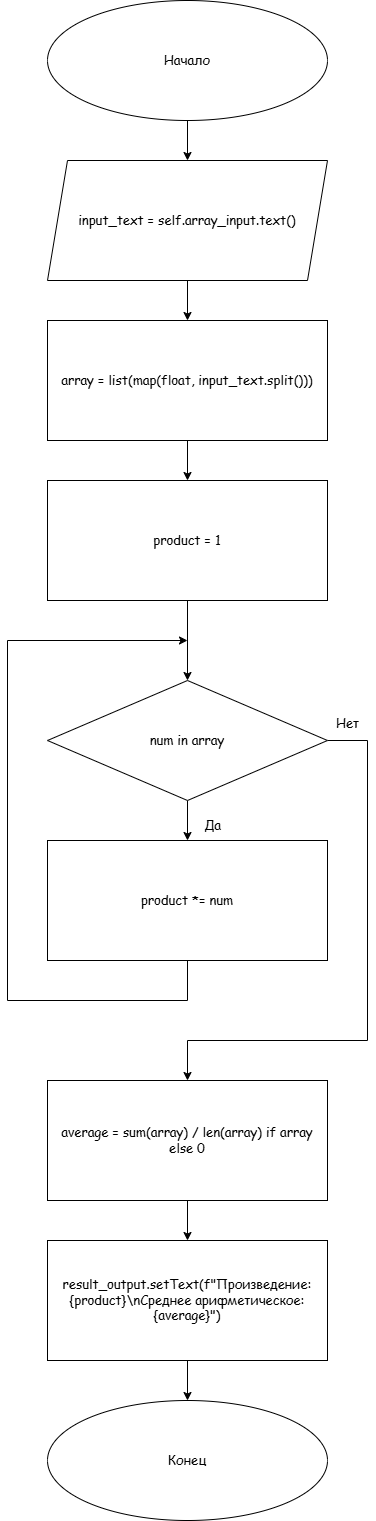 Начало
input_text = self.array_input.text()
array = list(map(float, input_text.split()))
product = 1
num in array
Нет
Да
product *= num
average = sum(array) / len(array) if array
else 0
result_output.setText(f"Произведение:
{product}\nСреднее арифметическое:
{average}")
Конец